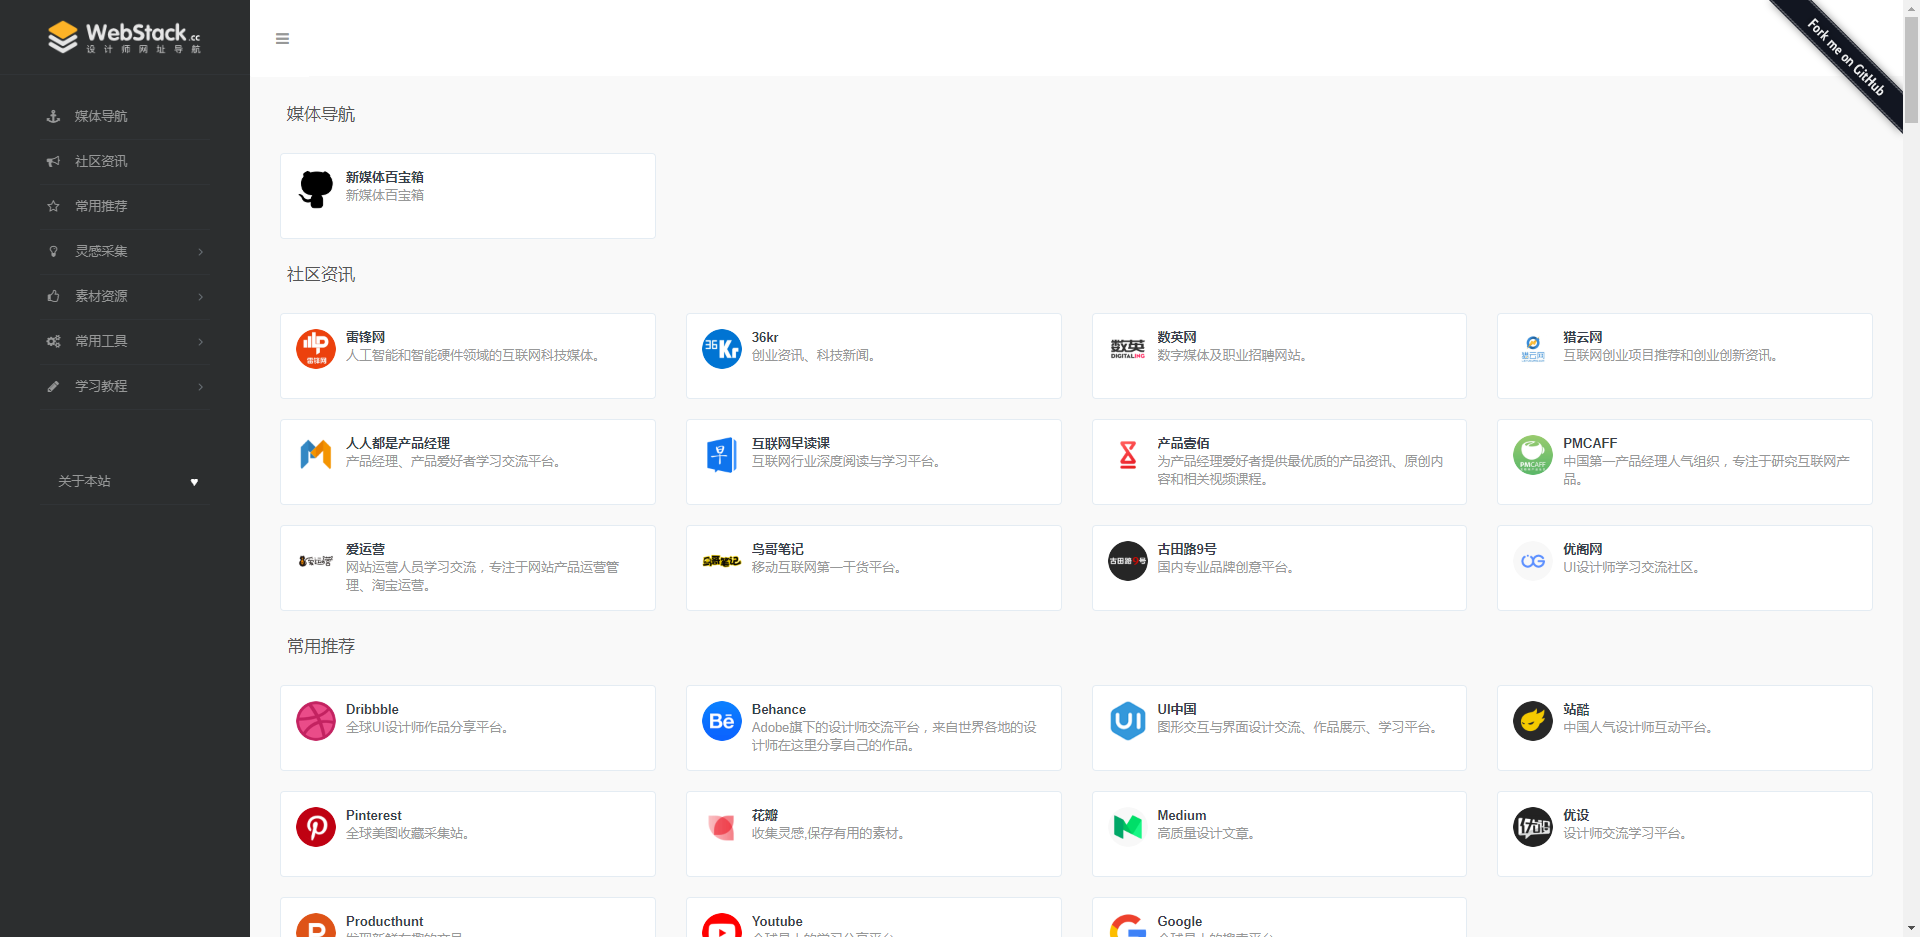 WebStack.cc
设计师网址导航
媒体导航
社区资讯
常用推荐
灵感采集
素材资源
常用工具
学习教程
关于本站
Fork me on GitHub
媒体导航
新媒体百宝箱
新媒体百宝箱
社区资讯
雷锋网
人工智能和智能硬件领域的互联网科技媒体。
36kr
创业资讯、科技新闻。
数英网
数字媒体及职业招聘网站。
猎云网
互联网创业项目推荐和创业创新资讯。
人人都是产品经理
产品经理、产品爱好者学习交流平台。
互联网早读课
互联网行业深度阅读与学习平台。
产品壹佰
为产品经理爱好者提供最优质的产品资讯、原创内
容和相关视频课程。
PMCAFF
中国第一产品经理人气组织，专注于研究互联网产
品。
爱运营
网站运营人员学习交流，专注于网站产品运营管
理、淘宝运营。
鸟哥笔记
移动互联网第一干货平台。
古田路9号
国内专业品牌创意平台。
优阁网
UI设计师学习交流社区。
常用推荐
Dribbble
全球UI设计师作品分享平台。
Behance
Adobe旗下的设计师交流平台，来自世界各地的设
计师在这里分享自己的作品。
UI中国
图形交互与界面设计交流、作品展示、学习平台。
站酷
中国人气设计师互动平台。
Pinterest
全球美图收藏采集站。
花瓣
收集灵感,保存有用的素材。
Medium
高质量设计文章。
优设
设计师交流学习平台。
Producthunt
Youtube
Google